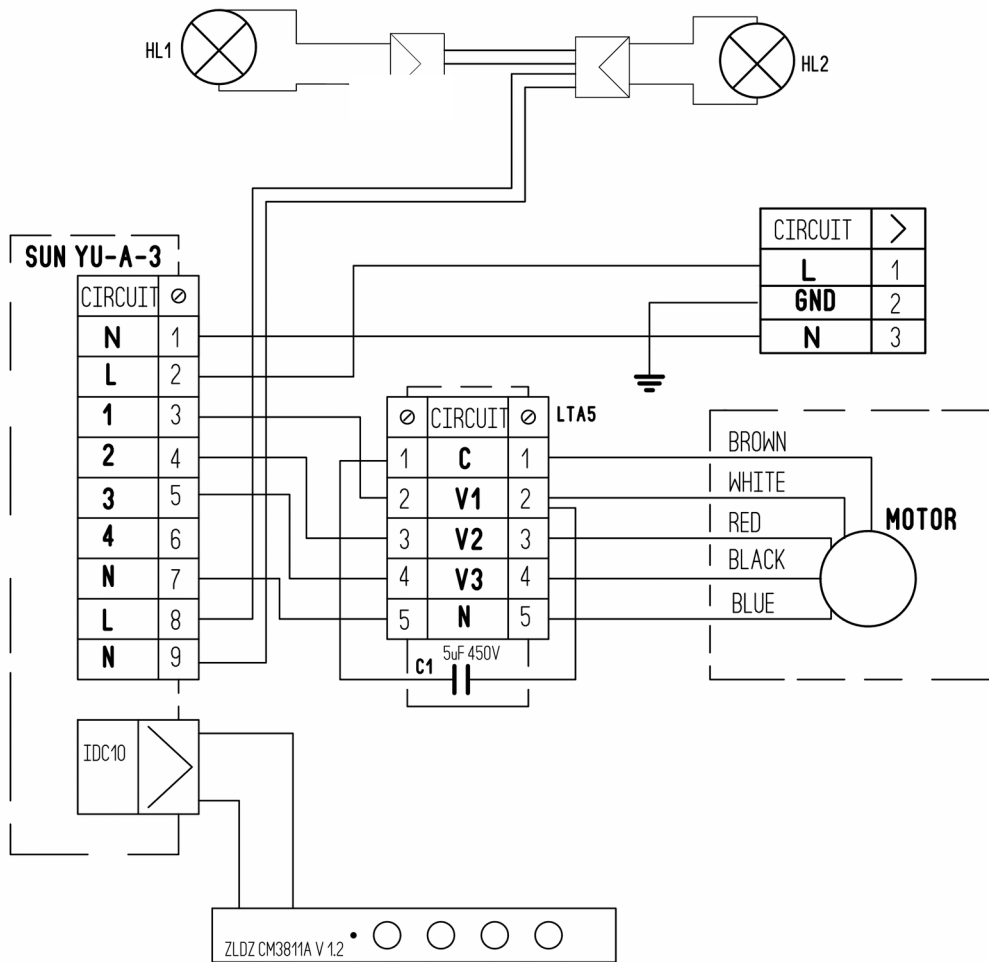 HL1
HL2
SUN YU-A-3
CIRCUIT
N 1
L 2
1 3
2 4
3 5
4 6
N 7
L 8
N 9
CIRCUIT
L 1
GND 2
N 3
LTA5
CIRCUIT
1 C 1
2 V1 2
3 V2 3
4 V3 4
5 N 5
C1
5uF 450V
BROWN
WHITE
RED
BLACK
BLUE
MOTOR
IDC10
ZLDZ CM3811A V 1.2